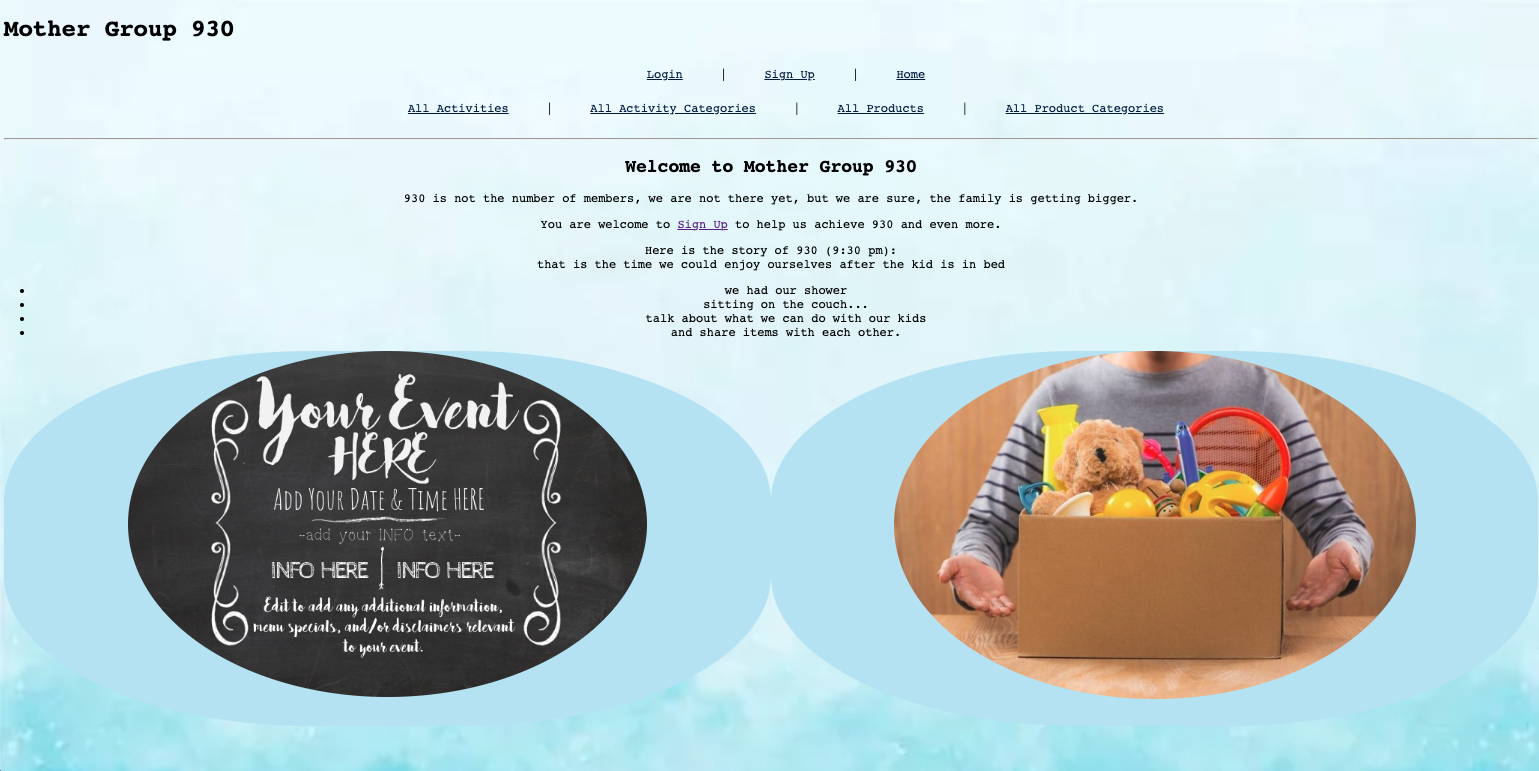 Mother Group 930
Login | Sign Up | Home
All Activities | All Activity Categories | All Products | All Product Categories
Welcome to Mother Group 930
930 is not the number of members, we are not there yet, but we are sure, the family is getting bigger.
You are welcome to Sign Up to help us achieve 930 and even more.
Here is the story of 930 (9:30 pm):
that is the time we could enjoy ourselves after the kid is in bed
we had our shower
sitting on the couch...
talk about what we can do with our kids
and share items with each other.
Your Event
HERE
Add Your Date & Time HERE
-add your INFO text-
INFO HERE | INFO HERE
Edit to add any additional information,
menu specials, and/or disclaimers relevant
to your event.